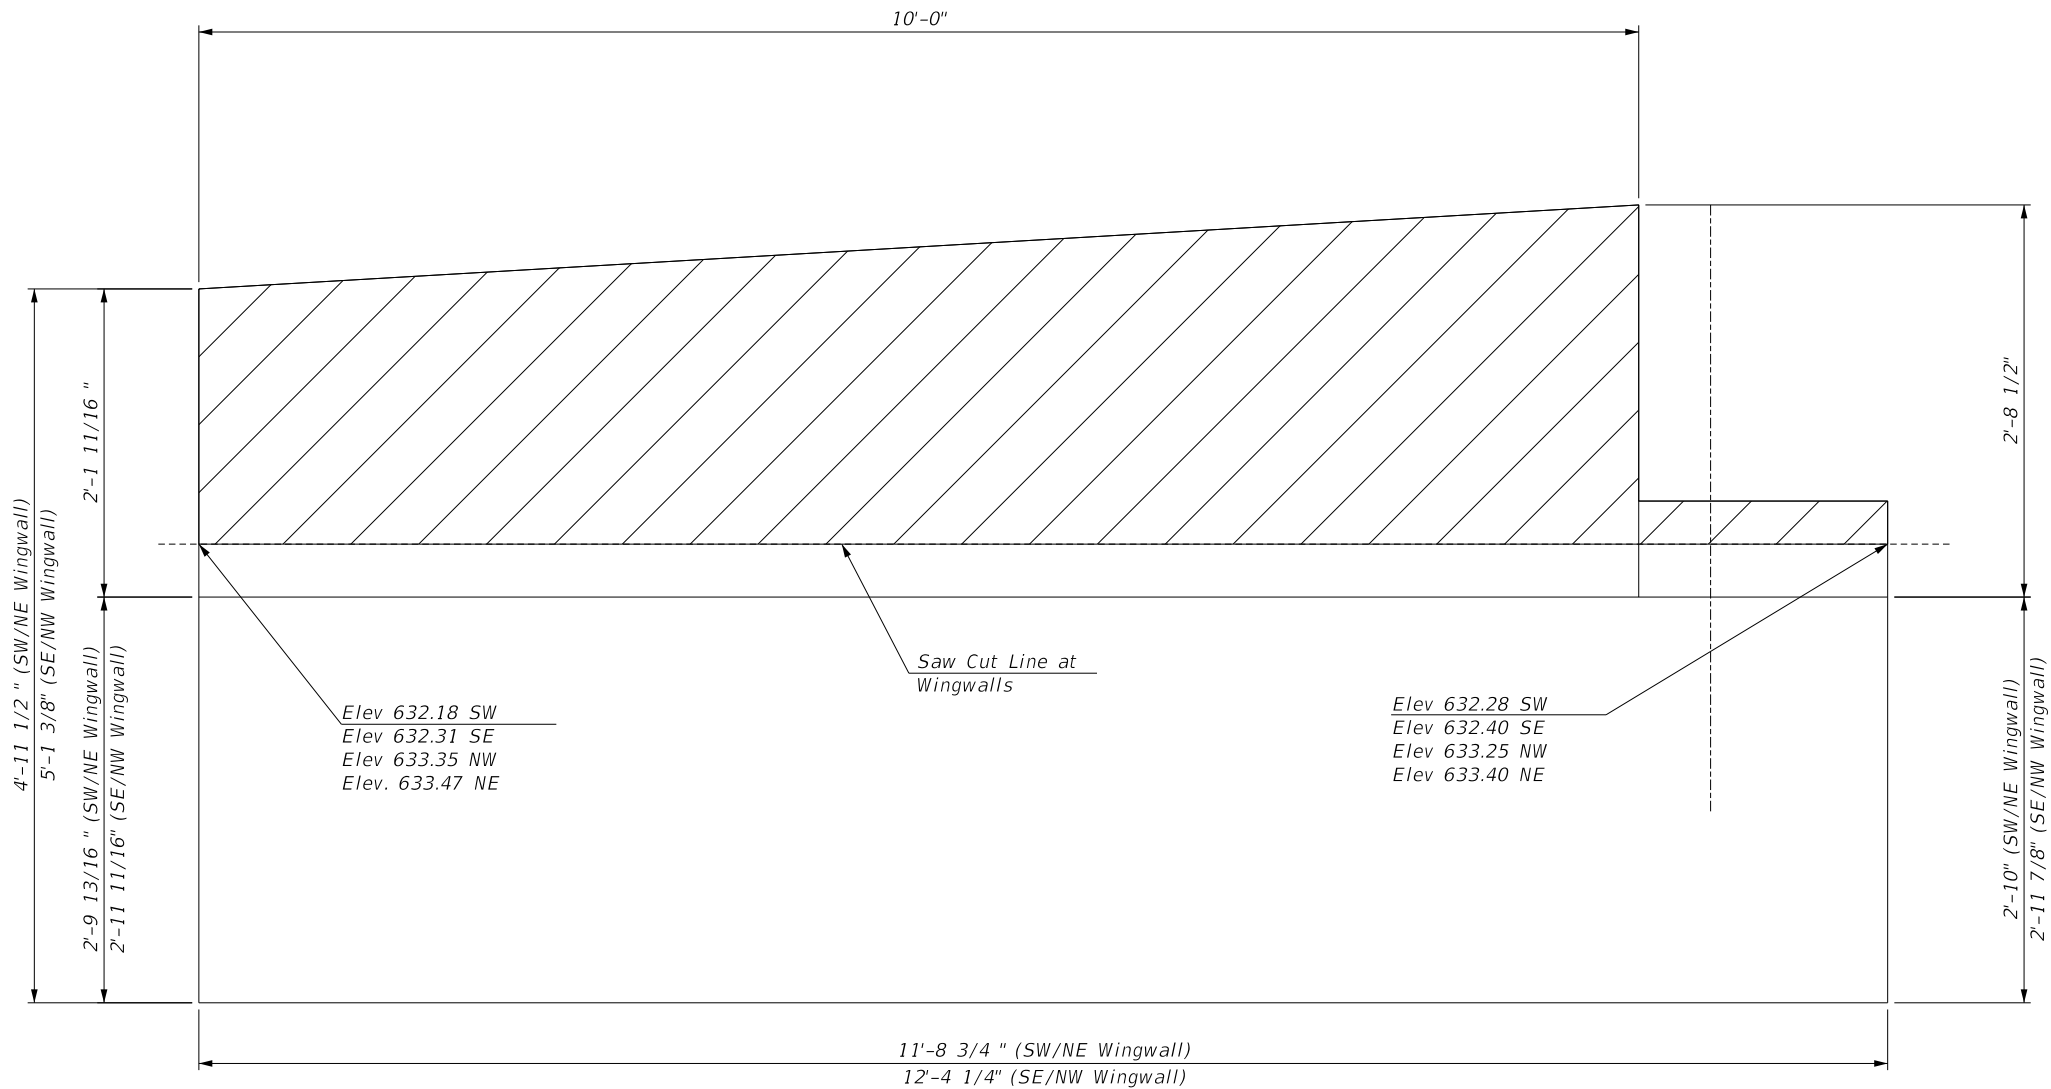 10'-0"
2'-1 11/16 "
2'-8 1/2"
4'-11 1/2 " (SW/NE Wingwall)
5'-1 3/8" (SE/NW Wingwall)
2'-9 13/16 " (SW/NE Wingwall)
2'-11 11/16" (SE/NW Wingwall)
Saw Cut Line at
Wingwalls
Elev 632.18 SW
Elev 632.31 SE
Elev 633.35 NW
Elev. 633.47 NE
Elev 632.28 SW
Elev 632.40 SE
Elev 633.25 NW
Elev 633.40 NE
2'-10" (SW/NE Wingwall)
2'-11 7/8" (SE/NW Wingwall)
11'-8 3/4 " (SW/NE Wingwall)
12'-4 1/4" (SE/NW Wingwall)